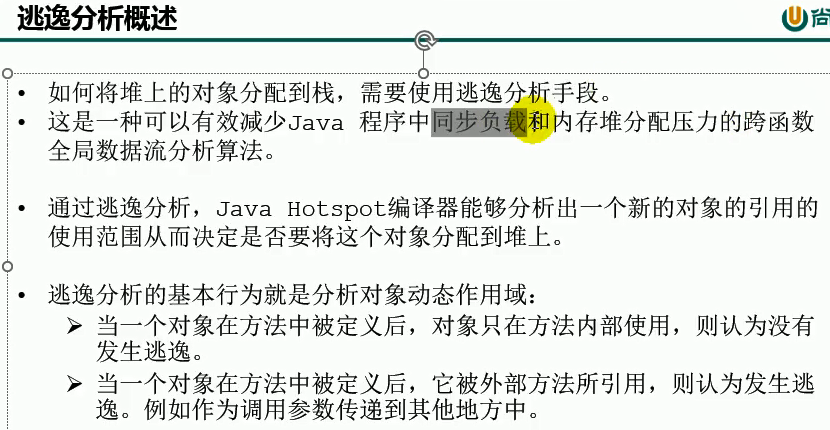 逃逸分析概述
尚
• 如何将堆上的对象分配到栈，需要使用逃逸分析手段。
• 这是一种可以有效减少Java 程序中同步负载和内存堆分配压力的跨函数
全局数据流分析算法。
• 通过逃逸分析，Java Hotspot编译器能够分析出一个新的对象的引用的
使用范围从而决定是否要将这个对象分配到堆上。
• 逃逸分析的基本行为就是分析对象动态作用域：
➢ 当一个对象在方法中被定义后，对象只在方法内部使用，则认为没有
发生逃逸。
➢ 当一个对象在方法中被定义后，它被外部方法所引用，则认为发生逃
逸。例如作为调用参数传递到其他地方中。